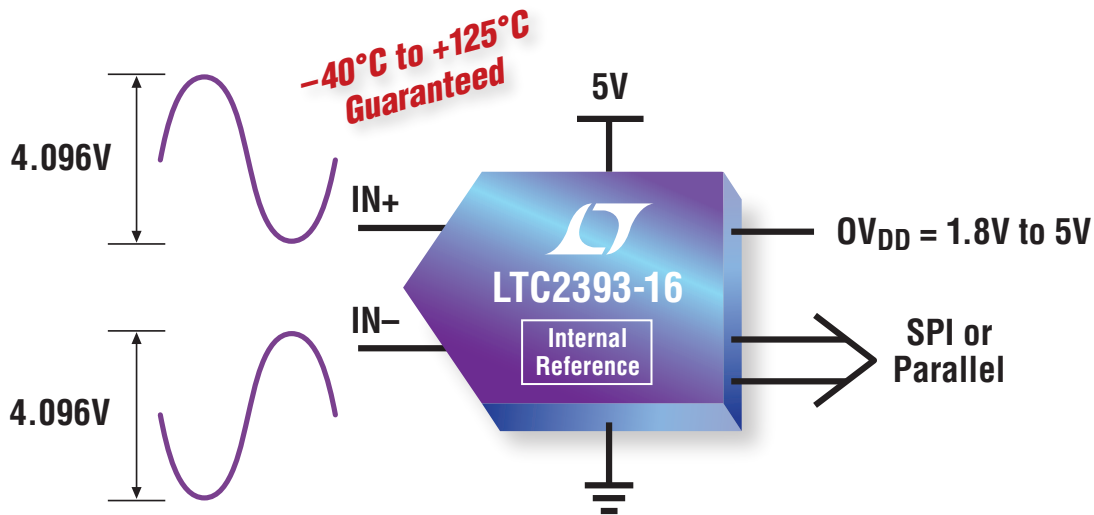 –40°C to +125°C
Guaranteed
5V
4.096V
IN+
OVDD = 1.8V to 5V
LTC2393-16
IN–
Internal
Reference
SPI or
Parallel
4.096V